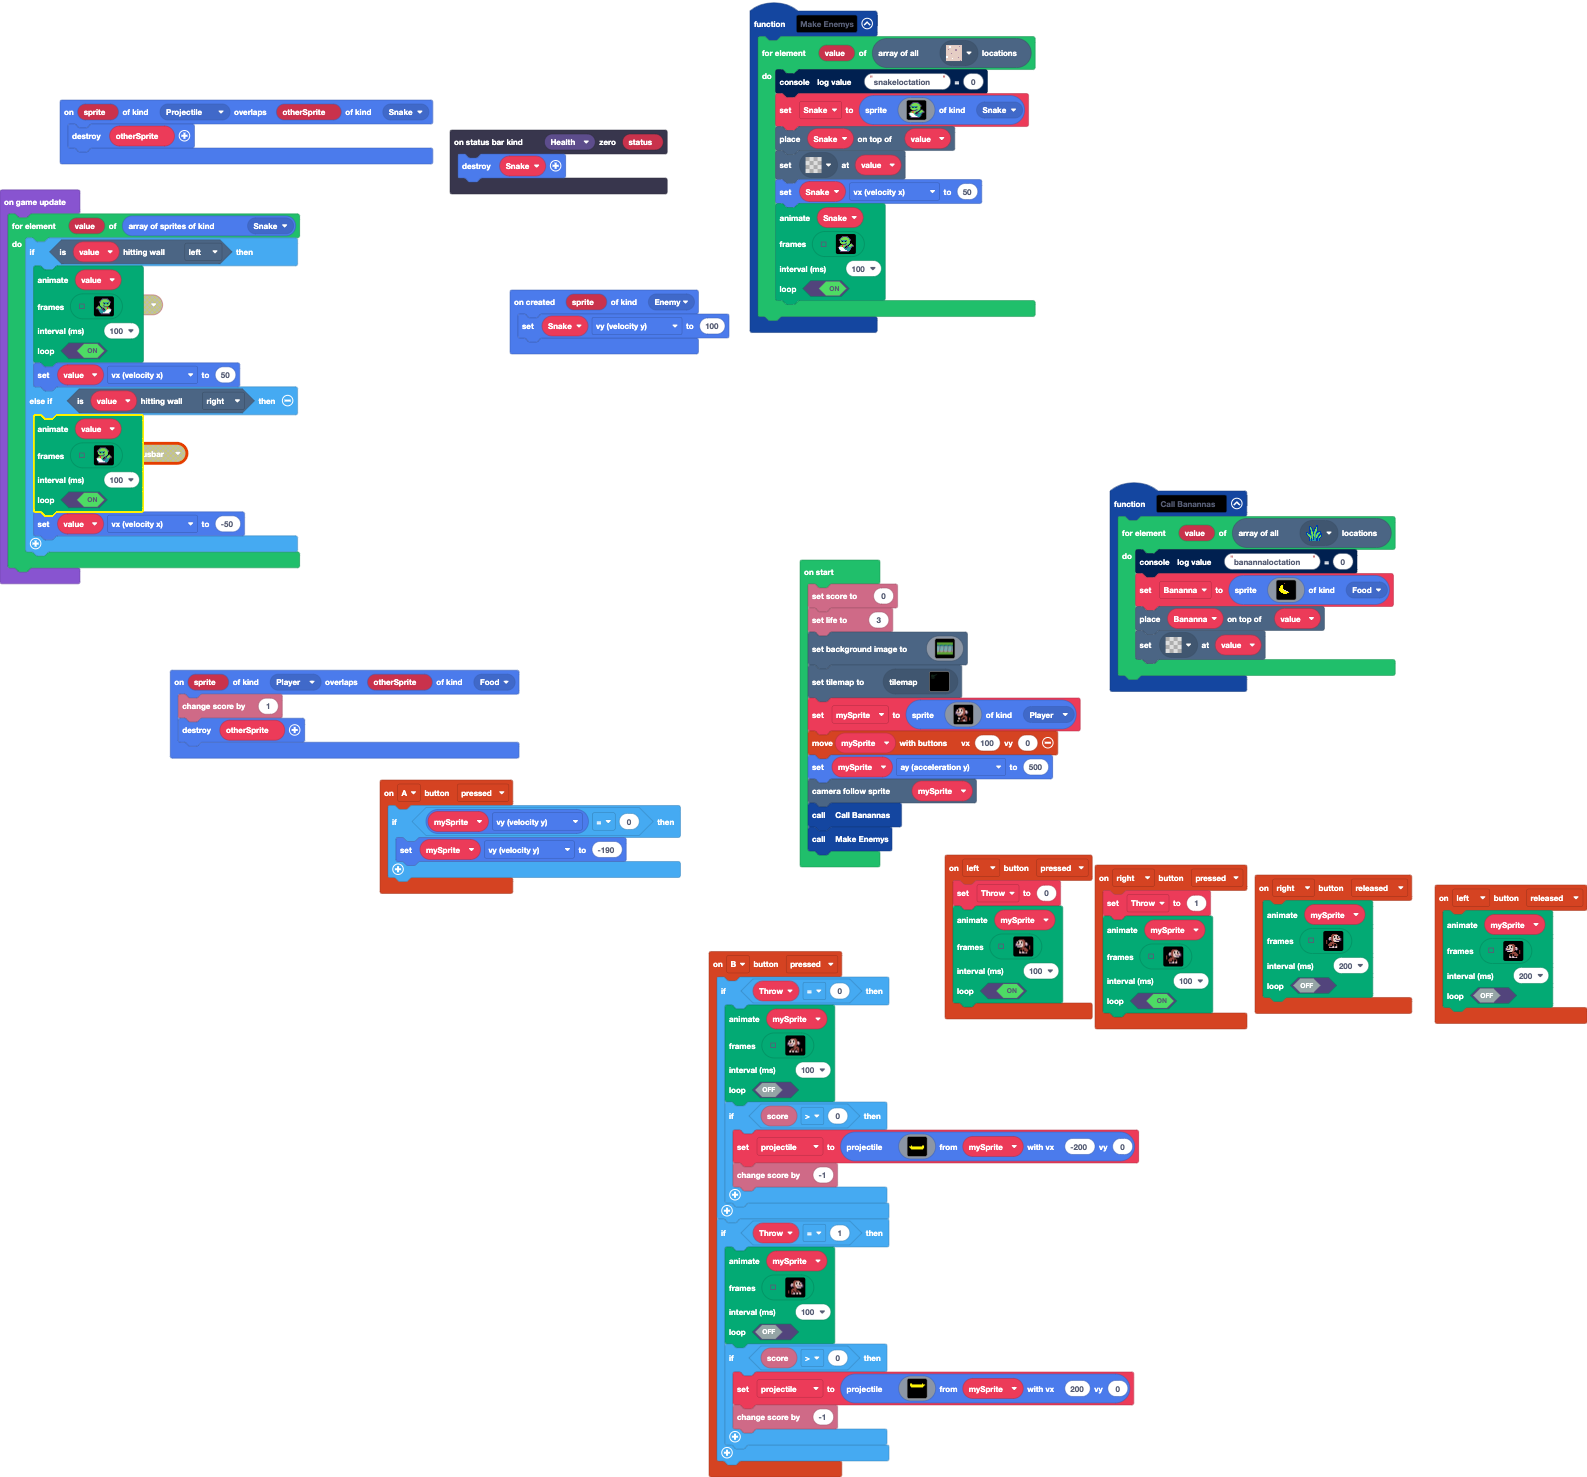 function Make Enemys
for element value of array of all locations
do
console log value " snakeloctation " = 0
set Snake to sprite of kind Snake
place Snake on top of value
set at value
set Snake vx (velocity x) to 50
animate Snake
frames
interval (ms) 100
loop ON
on sprite of kind Projectile overlaps otherSprite of kind Snake
destroy otherSprite
on status bar kind Health zero status
destroy Snake
on game update
for element value of array of sprites of kind Snake
do
if is value hitting wall left then
animate value
frames
interval (ms) 100
loop ON
set value vx (velocity x) to 50
else if is value hitting wall right then
animate value
frames
usbar
interval (ms) 100
loop ON
set value vx (velocity x) to -50
on created sprite of kind Enemy
set Snake vy (velocity y) to 100
function Call Banannas
for element value of array of all locations
do
console log value " banannaloctation " = 0
set Bananna to sprite of kind Food
place Bananna on top of value
set at value
on start
set score to 0
set life to 3
set background image to
set tilemap to tilemap
set mySprite to sprite of kind Player
move mySprite with buttons vx 100 vy 0
set mySprite ay (acceleration y) to 500
camera follow sprite mySprite
call Call Banannas
call Make Enemys
on sprite of kind Player overlaps otherSprite of kind Food
change score by 1
destroy otherSprite
on A button pressed
if mySprite vy (velocity y) = 0 then
set mySprite vy (velocity y) to -190
on left button pressed
set Throw to 0
animate mySprite
frames
interval (ms) 100
loop ON
on right button pressed
set Throw to 1
animate mySprite
frames
interval (ms) 100
loop ON
on right button released
animate mySprite
frames
interval (ms) 200
loop OFF
on left button released
animate mySprite
frames
interval (ms) 200
loop OFF
on B button pressed
if Throw = 0 then
animate mySprite
frames
interval (ms) 100
loop OFF
if score > 0 then
set projectile to projectile from mySprite with vx -200 vy 0
change score by -1
if Throw = 1 then
animate mySprite
frames
interval (ms) 100
loop OFF
if score > 0 then
set projectile to projectile from mySprite with vx 200 vy 0
change score by -1